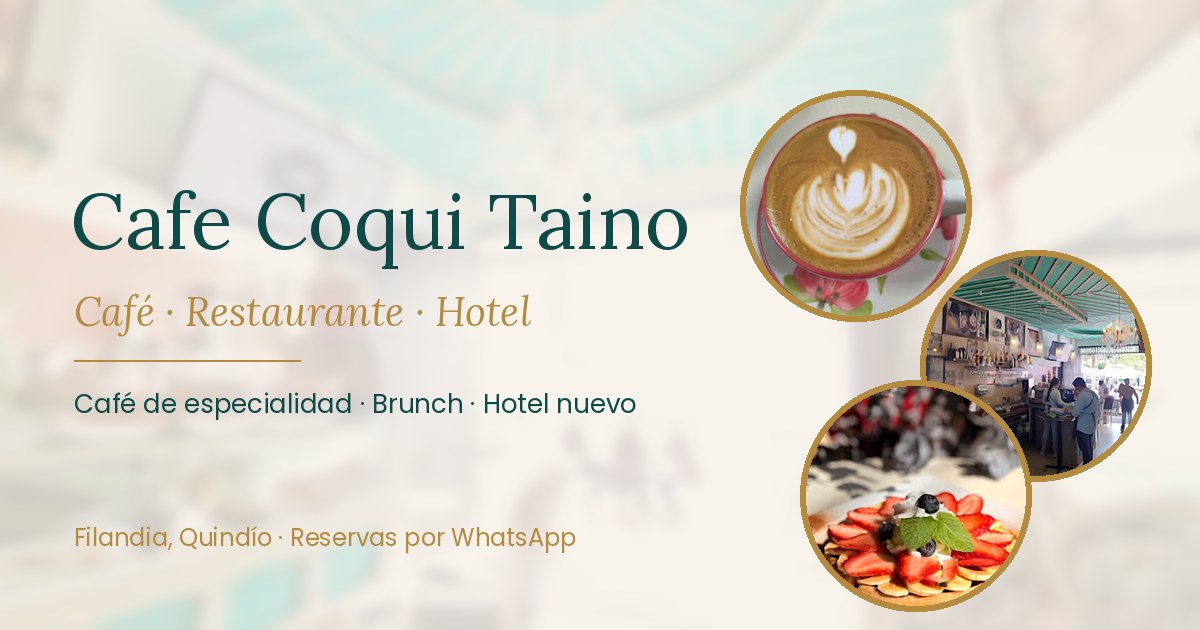 Cafe Coqui Taino
Café · Restaurante · Hotel
Café de especialidad · Brunch · Hotel nuevo
Filandia, Quindío · Reservas por WhatsApp